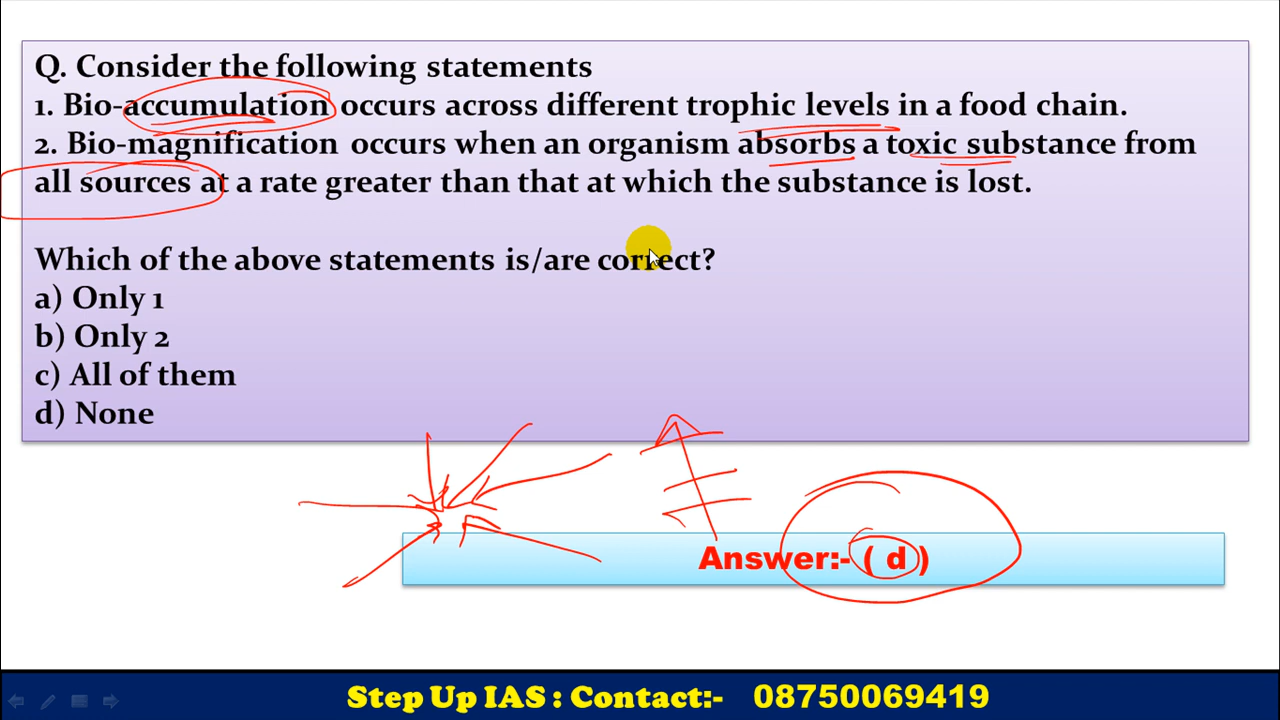 Q. Consider the following statements
1. Bio-accumulation occurs across different trophic levels in a food chain.
2. Bio-magnification occurs when an organism absorbs a toxic substance from
all sources at a rate greater than that at which the substance is lost.
Which of the above statements is/are correct?
a) Only 1
b) Only 2
c) All of them
d) None
Answer:- ( d )
Step Up IAS : Contact:- 08750069419